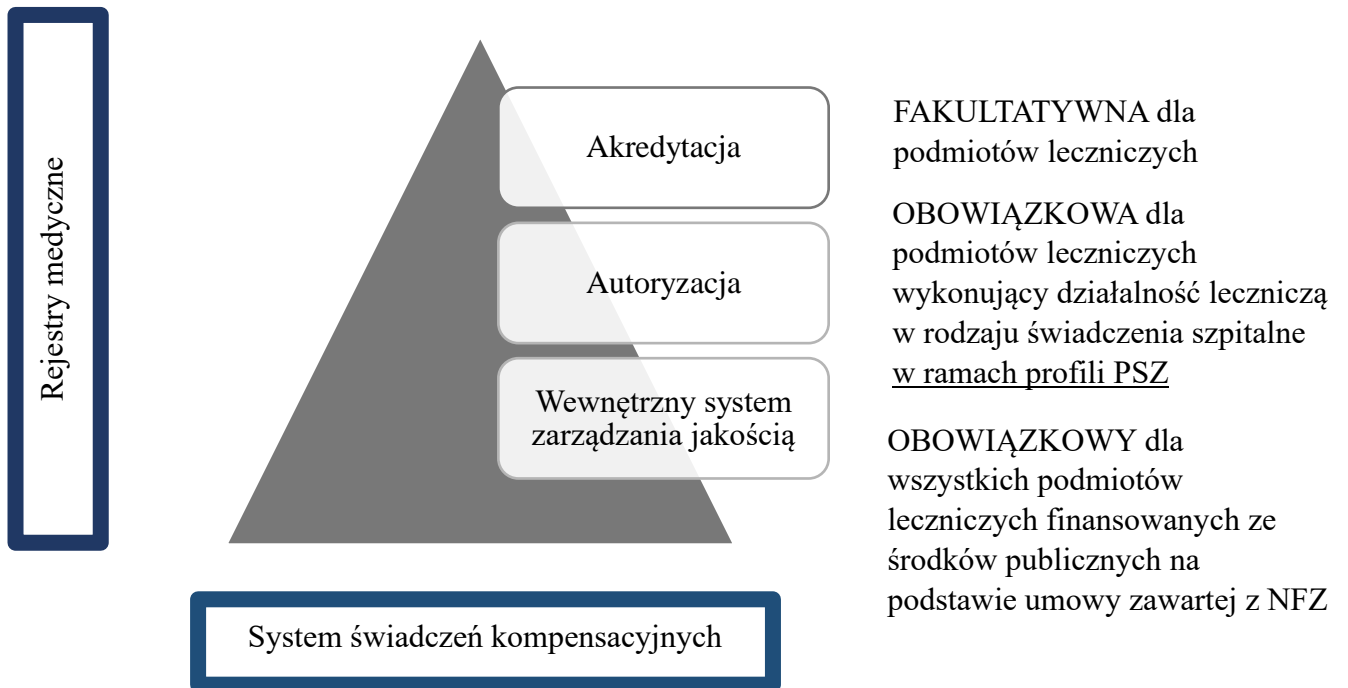 Rejestry medyczne
Akredytacja
FAKULTATYWNA dla
podmiotów leczniczych
Autoryzacja
OBOWIĄZKOWA dla
podmiotów leczniczych
wykonujący działalność leczniczą
w rodzaju świadczenia szpitalne
w ramach profili PSZ
Wewnętrzny system
zarządzania jakością
OBOWIĄZKOWY dla
wszystkich podmiotów
leczniczych finansowanych ze
środków publicznych na
podstawie umowy zawartej z NFZ
System świadczeń kompensacyjnych